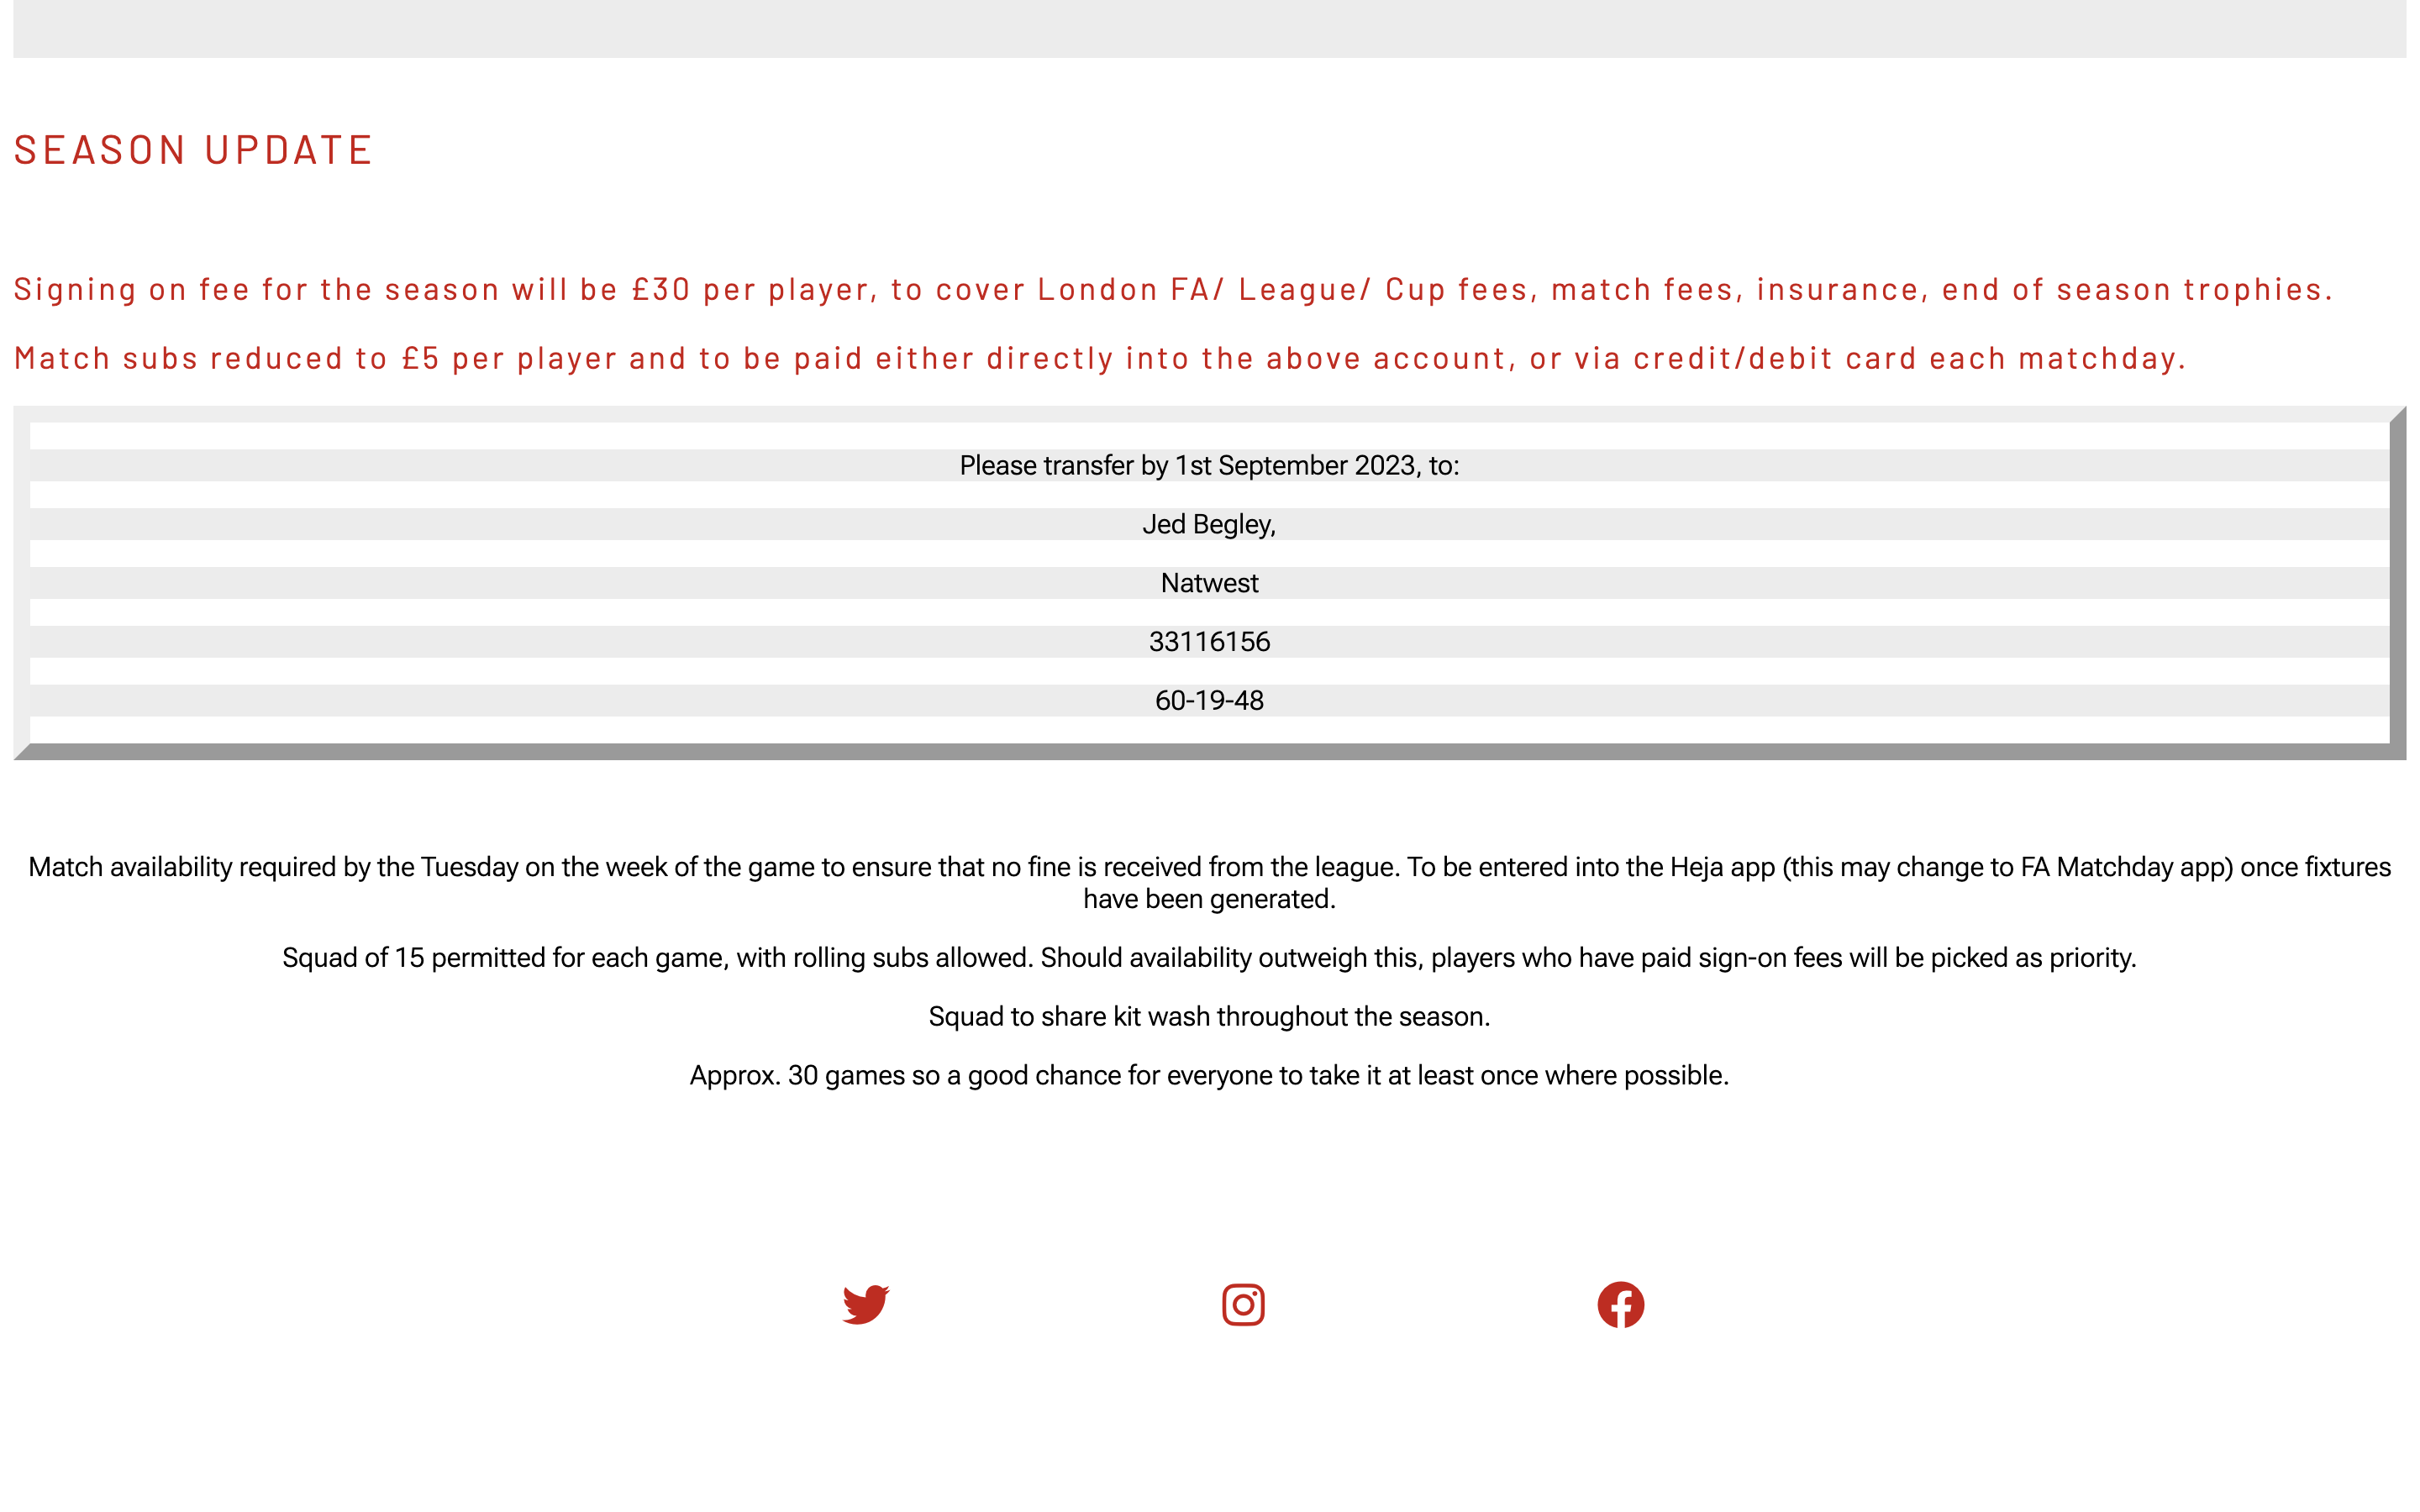 SEASON UPDATE
Signing on fee for the season will be £30 per player, to cover London FA/ League/ Cup fees, match fees, insurance, end of season trophies.
Match subs reduced to £5 per player and to be paid either directly into the above account, or via credit/debit card each matchday.
Please transfer by 1st September 2023, to:
Jed Begley,
Natwest
33116156
60-19-48
Match availability required by the Tuesday on the week of the game to ensure that no fine is received from the league. To be entered into the Heja app (this may change to FA Matchday app) once fixtures
have been generated.
Squad of 15 permitted for each game, with rolling subs allowed. Should availability outweigh this, players who have paid sign-on fees will be picked as priority.
Squad to share kit wash throughout the season.
Approx. 30 games so a good chance for everyone to take it at least once where possible.